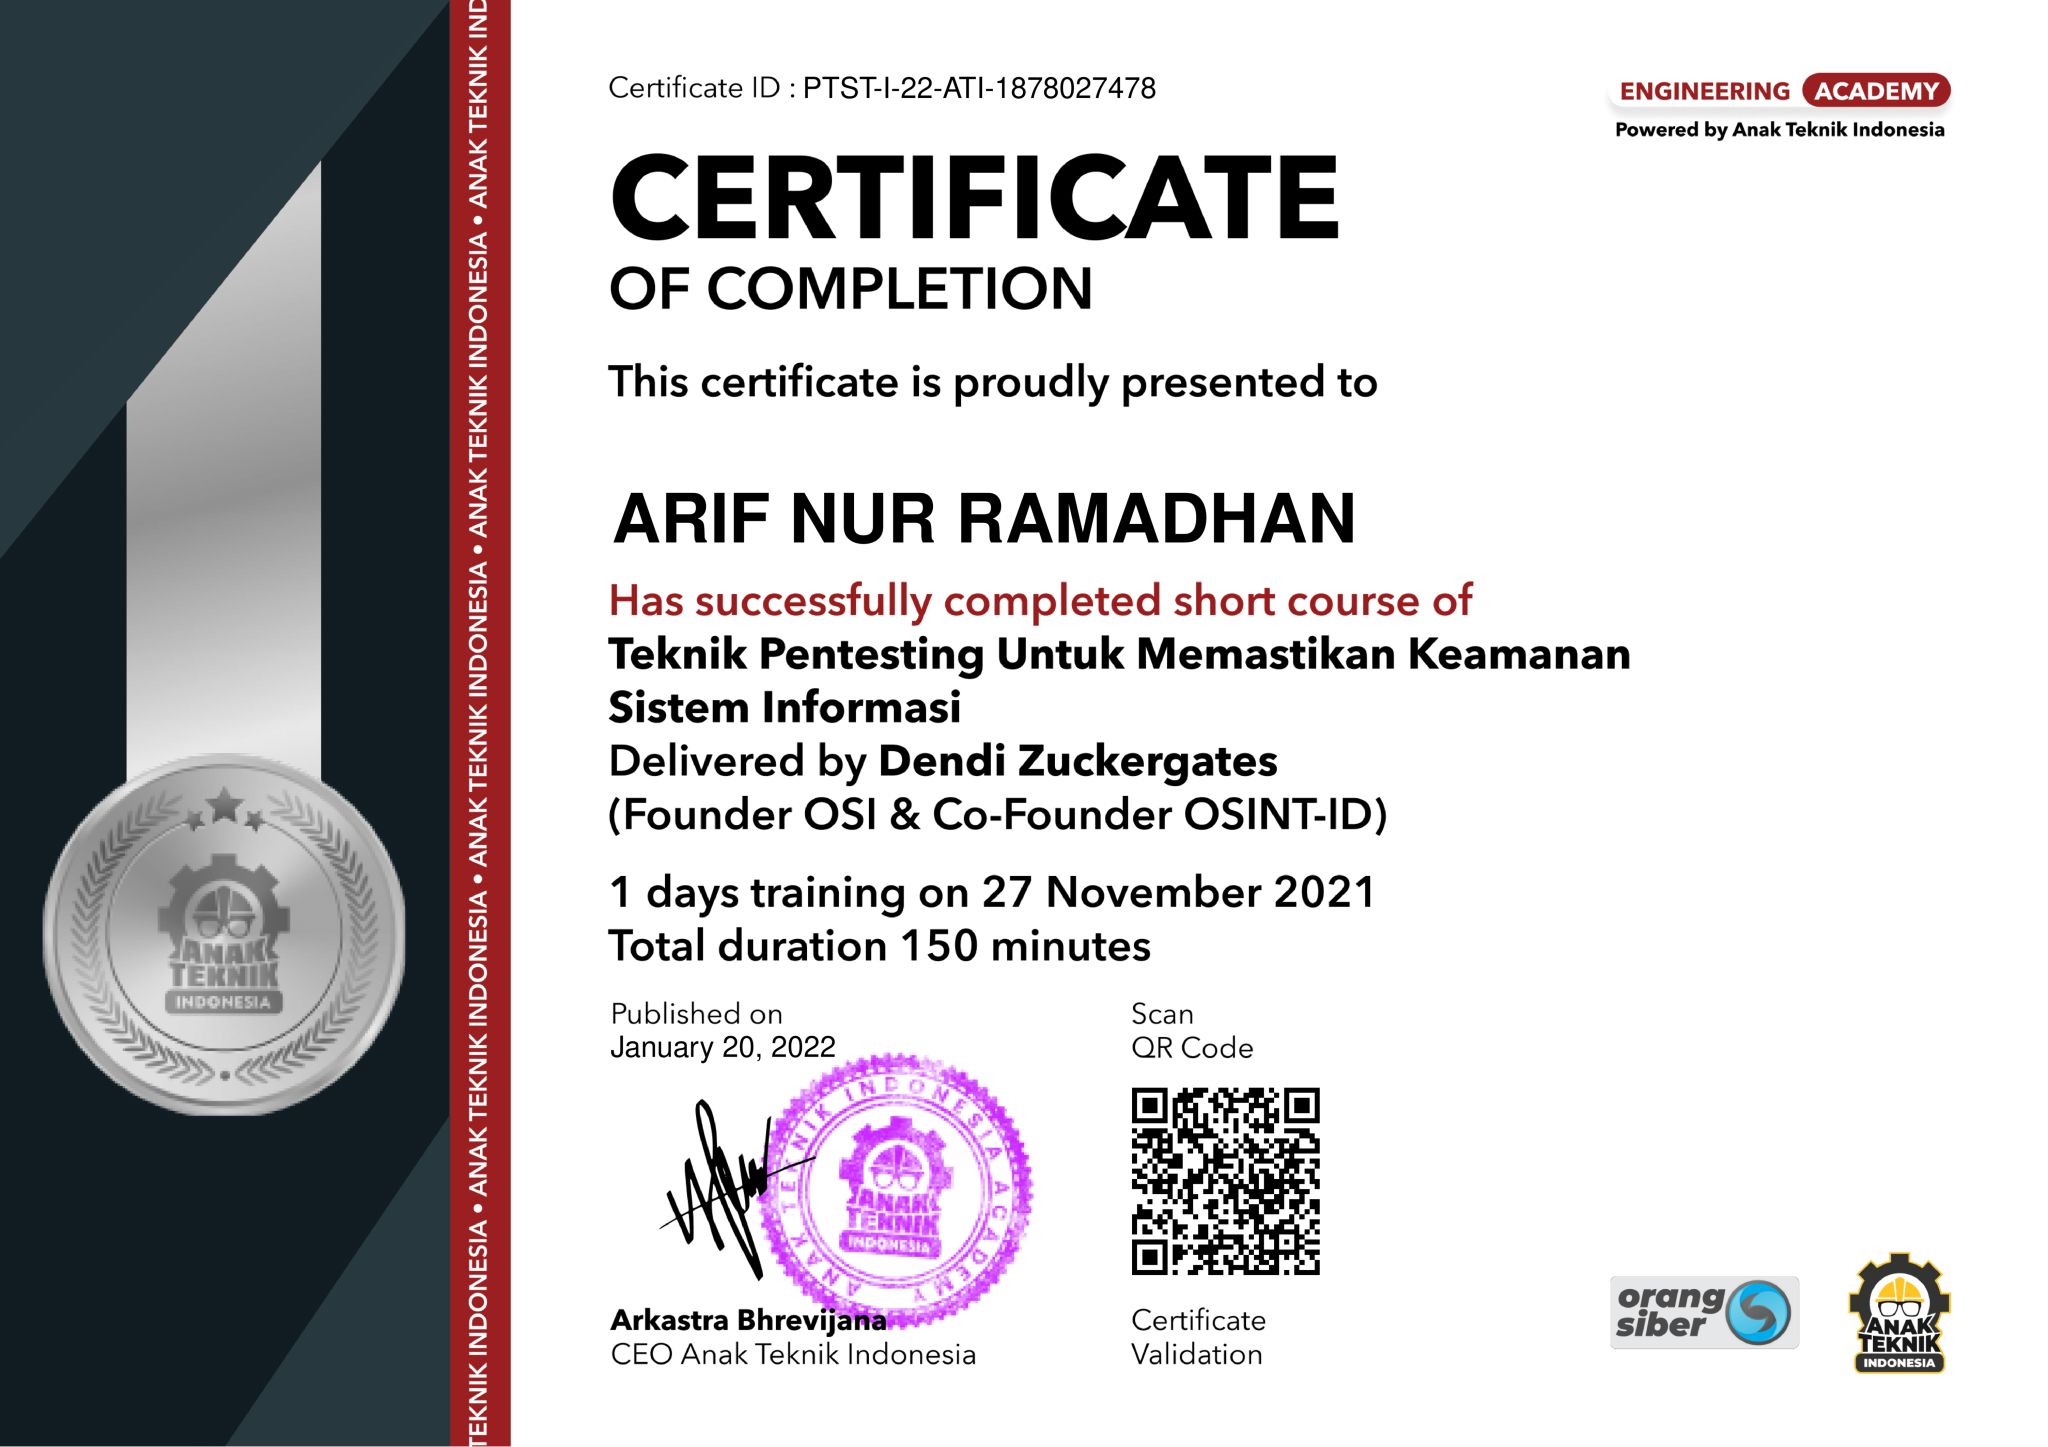 Certificate ID : PTST-I-22-ATI-1878027478
ENGINEERING ACADEMY
Powered by Anak Teknik Indonesia
CERTIFICATE
OF COMPLETION
This certificate is proudly presented to
ARIF NUR RAMADHAN
Has successfully completed short course of
Teknik Pentesting Untuk Memastikan Keamanan
Sistem Informasi
Delivered by Dendi Zuckergates
(Founder OSI & Co-Founder OSINT-ID)
1 days training on 27 November 2021
Total duration 150 minutes
Published on
January 20, 2022
Scan
QR Code
ANAK TEKNIK INDONESIA ACADEMY
ANAK
TEKNIK
INDONESIA
Arkastra Bhrevijana
CEO Anak Teknik Indonesia
Certificate
Validation
orang
siber
ANAK
TEKNIK
INDONESIA
ANAK
TEKNIK
INDONESIA
TEKNIK INDONESIA • ANAK TEKNIK INDONESIA • ANAK TEKNIK INDONESIA • ANAK TEKNIK INDONESIA • ANAK TEKNIK IND